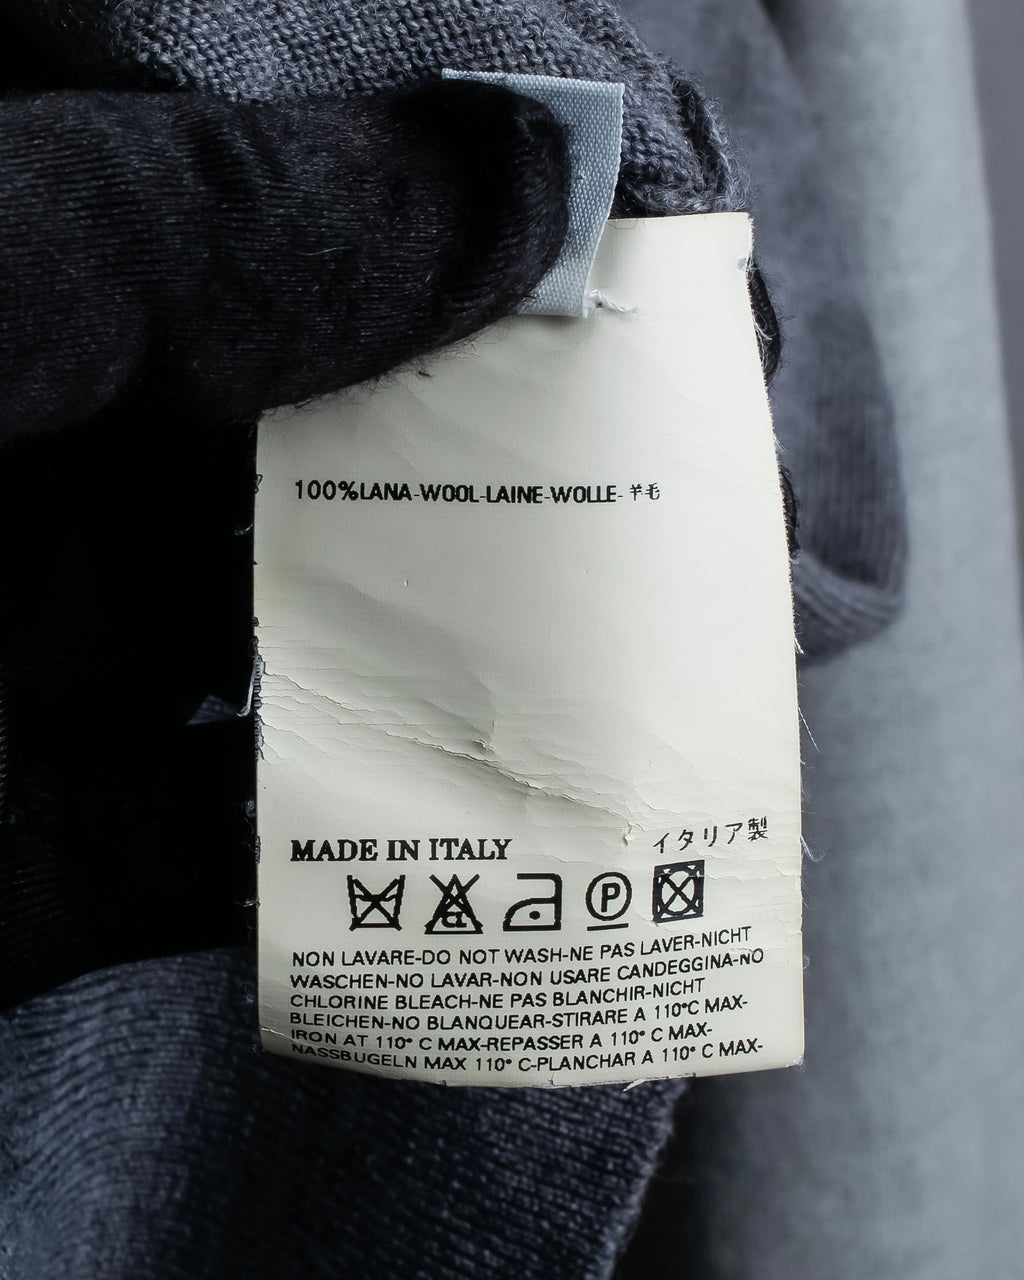 100%LANA-WOOL-LAINE-WOLLE-羊毛
MADE IN ITALY イタリア製
CL P
NON LAVARE-DO NOT WASH-NE PAS LAVER-NICHT
WASCHEN-NO LAVAR-NON USARE CANDEGGINA-NO
CHLORINE BLEACH-NE PAS BLANCHIR-NICHT
BLEICHEN-NO BLANQUEAR-STIRARE A 110°C MAX-
IRON AT 110° C MAX-REPASSER A 110° C MAX-
NASSBUGELN MAX 110° C-PLANCHAR A 110° C MAX-